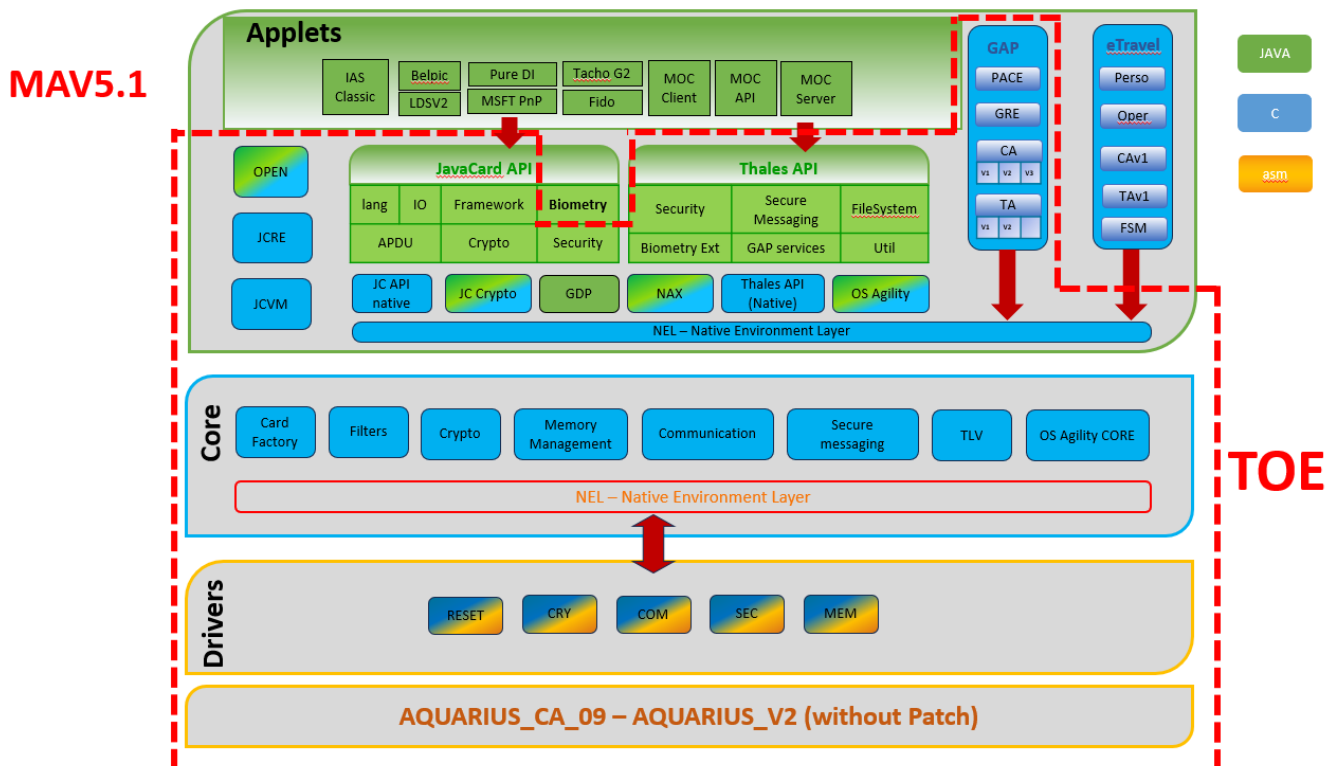 MAV5.1
Applets
IAS
Classic
Belpic
LDSV2
Pure DI
MSFT PnP
Tacho G2
Fido
MOC
Client
MOC
API
MOC
Server
GAP
PACE
GRE
CA
V1 V2 V3
TA
V1 V2
eTravel
Perso
Oper
CAv1
TAv1
FSM
JAVA
C
asm
OPEN
JCRE
JCVM
JavaCard API
lang IO Framework Biometry
APDU Crypto Security
Thales API
Security Secure
Messaging FileSystem
Biometry Ext GAP services Util
JC API
native
JC Crypto
GDP
NAX
Thales API
(Native)
OS Agility
NEL – Native Environment Layer
Core
Card
Factory
Filters
Crypto
Memory
Management
Communication
Secure
messaging
TLV
OS Agility CORE
NEL – Native Environment Layer
TOE
Drivers
RESET
CRY
COM
SEC
MEM
AQUARIUS_CA_09 – AQUARIUS_V2 (without Patch)